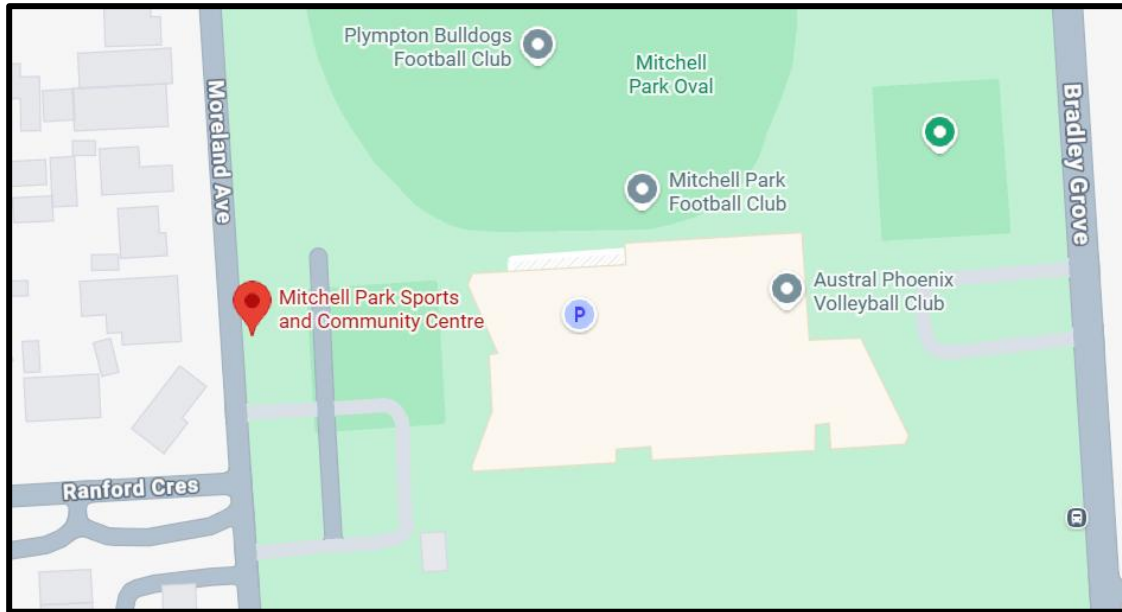 Plympton Bulldogs
Football Club
Mitchell
Park Oval
Moreland Ave
Bradley Grove
Mitchell Park
Football Club
Mitchell Park Sports
and Community Centre
P
Austral Phoenix
Volleyball Club
Ranford Cres